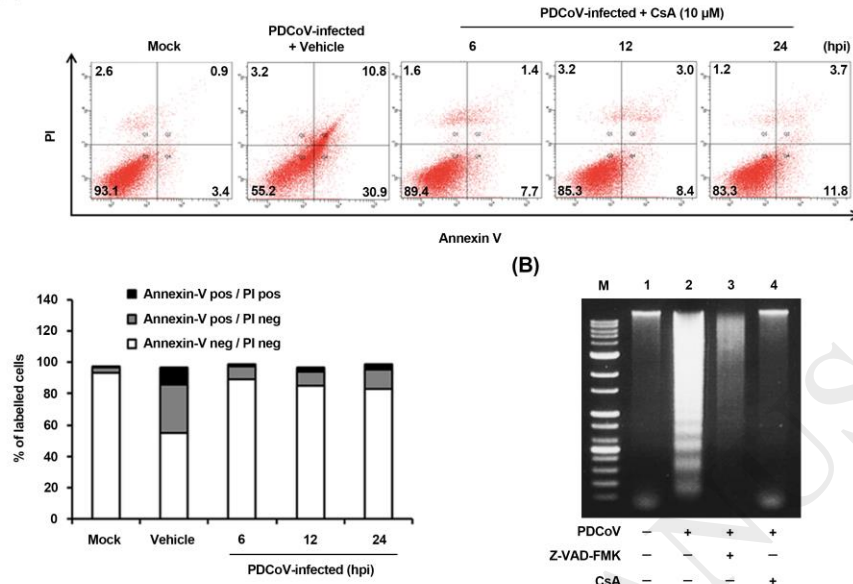 PDCoV-infected + CsA (10 μM)
Mock
PDCoV-infected
+ Vehicle
6
12
24
(hpi)
2.6 0.9
3.2 10.8
1.6 1.4
3.2 3.0
1.2 3.7
PI
93.1 3.4
55.2 30.9
89.4 7.7
85.3 8.4
83.3 11.8
Annexin V
140
120
100
80
60
40
20
0
% of labelled cells
Annexin-V pos / PI pos
Annexin-V pos / PI neg
Annexin-V neg / PI neg
Mock Vehicle 6 12 24
PDCoV-infected (hpi)
(B)
M 1 2 3 4
PDCoV − + + +
Z-VAD-FMK − − + −
CsA − − − +